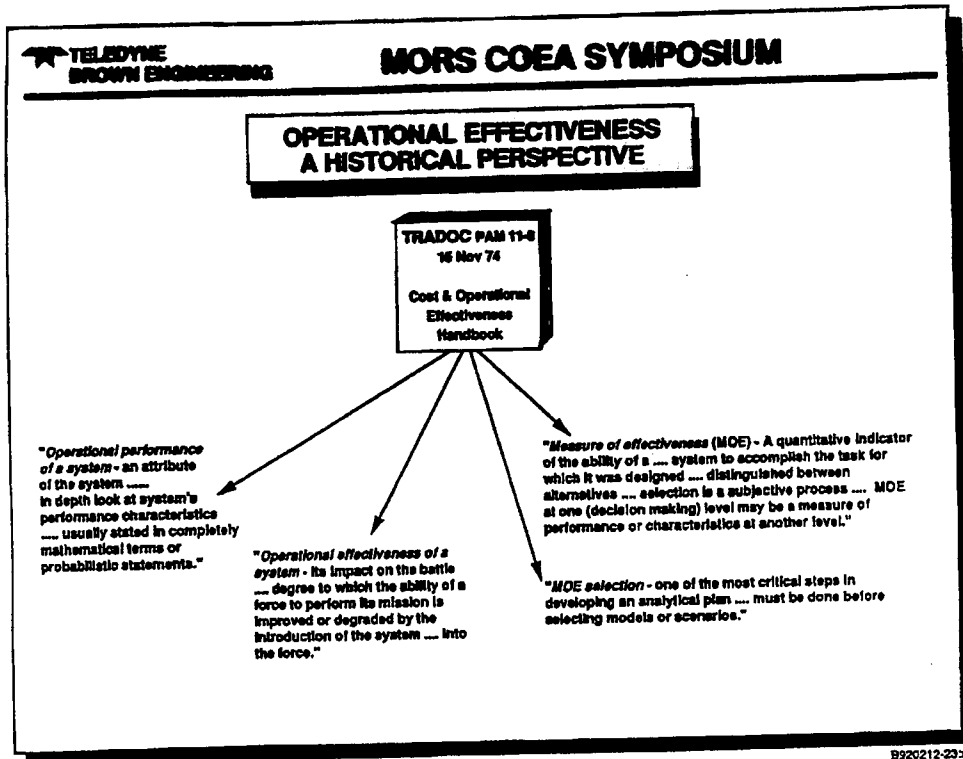 TELEDYNE
BROWN ENGINEERING
MORS COEA SYMPOSIUM
OPERATIONAL EFFECTIVENESS
A HISTORICAL PERSPECTIVE
TRADOC PAM 11-8
15 Nov 74
Cost & Operational
Effectiveness
Handbook
"Operational performance
of a system - an attribute
of the system .....
in depth look at system's
performance characteristics
.... usually stated in completely
mathematical terms or
probabilistic statements."
"Operational effectiveness of a
system - its impact on the battle
.... degree to which the ability of a
force to perform its mission is
improved or degraded by the
introduction of the system .... into
the force."
"Measure of effectiveness (MOE) - A quantitative indicator
of the ability of a .... system to accomplish the task for
which it was designed .... distinguished between
alternatives .... selection is a subjective process .... MOE
at one (decision making) level may be a measure of
performance or characteristics at another level."
"MOE selection - one of the most critical steps in
developing an analytical plan .... must be done before
selecting models or scenarios."